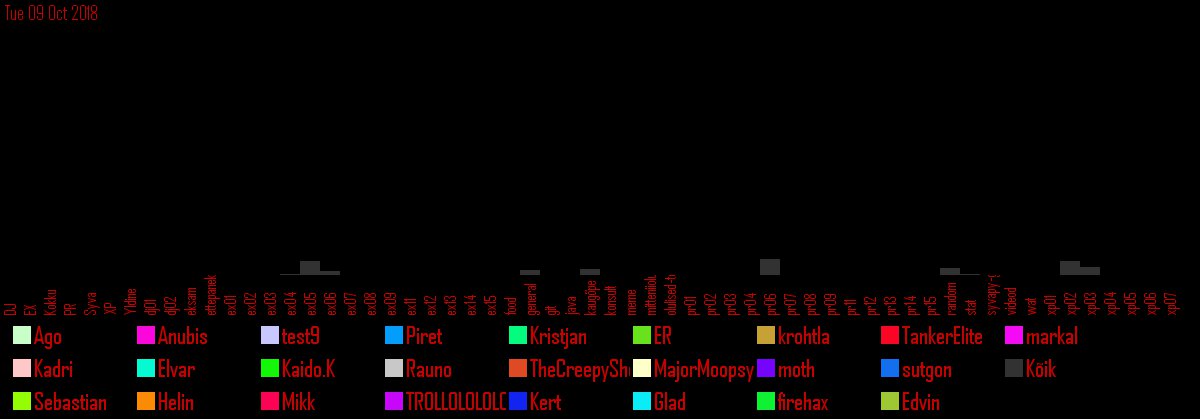 Tue 09 Oct 2018
DJ EX Kokku PR Syva XP Yldine dj01 dj02 eksam ettepanek ex01 ex02 ex03 ex04 ex05 ex06 ex07 ex08 ex09 ex11 ex12 ex13 ex14 ex15 food general git java kaugõpe konsult meme mitteniidu olulised-t pr01 pr02 pr03 pr04 pr06 pr07 pr08 pr09 pr11 pr12 pr13 pr14 pr15 random stat syvapy videod wat xp01 xp02 xp03 xp04 xp05 xp06 xp07
Ago Anubis test9 Piret Kristjan ER krohtla TankerElite markal
Kadri Elvar Kaido.K Rauno TheCreepySh MajorMoopsy moth sutgon Kõik
Sebastian Helin Mikk TROLLOLOLOLO Kert Glad firehax Edvin